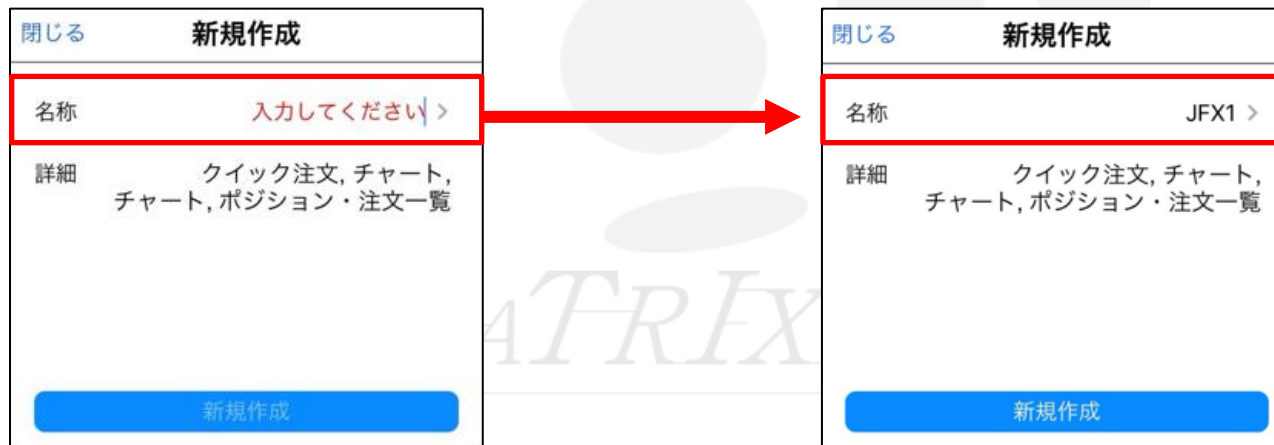 閉じる
新規作成
名称
入力してください >
詳細
クイック注文, チャート,
チャート, ポジション・注文一覧
新規作成
閉じる
新規作成
名称
JFX1 >
詳細
クイック注文, チャート,
チャート, ポジション・注文一覧
新規作成
ATRIX